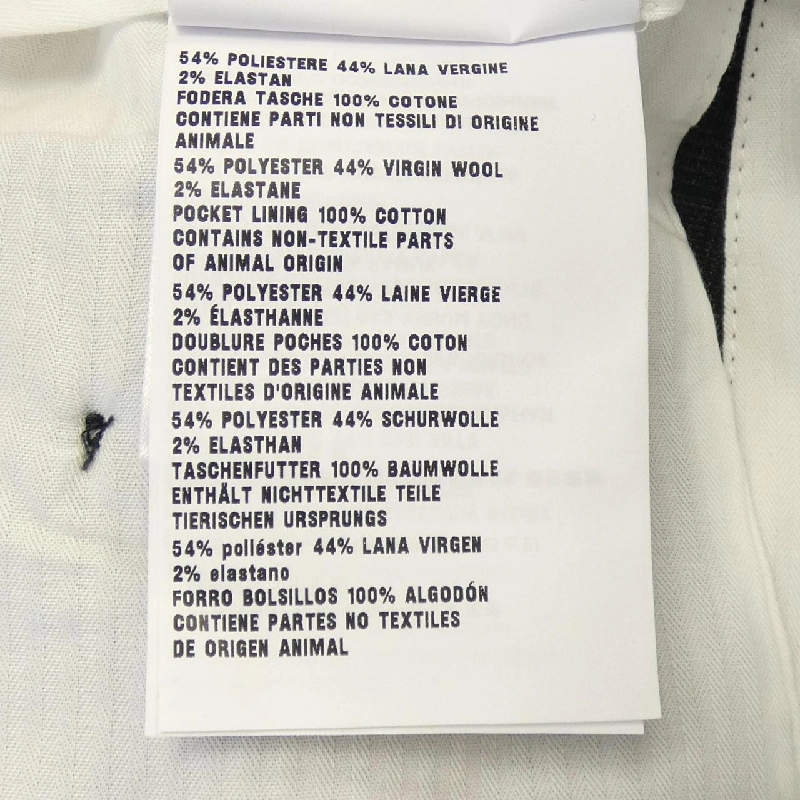 54% POLIESTERE 44% LANA VERGINE
2% ELASTAN
FODERA TASCHE 100% COTONE
CONTIENE PARTI NON TESSILI DI ORIGINE
ANIMALE
54% POLYESTER 44% VIRGIN WOOL
2% ELASTANE
POCKET LINING 100% COTTON
CONTAINS NON-TEXTILE PARTS
OF ANIMAL ORIGIN
54% POLYESTER 44% LAINE VIERGE
2% ÉLASTHANNE
DOUBLURE POCHES 100% COTON
CONTIENT DES PARTIES NON
TEXTILES D'ORIGINE ANIMALE
54% POLYESTER 44% SCHURWOLLE
2% ELASTHAN
TASCHENFUTTER 100% BAUMWOLLE
ENTHÄLT NICHTTEXTILE TEILE
TIERISCHEN URSPRUNGS
54% poliéster 44% LANA VIRGEN
2% elastano
FORRO BOLSILLOS 100% ALGODÓN
CONTIENE PARTES NO TEXTILES
DE ORIGEN ANIMAL